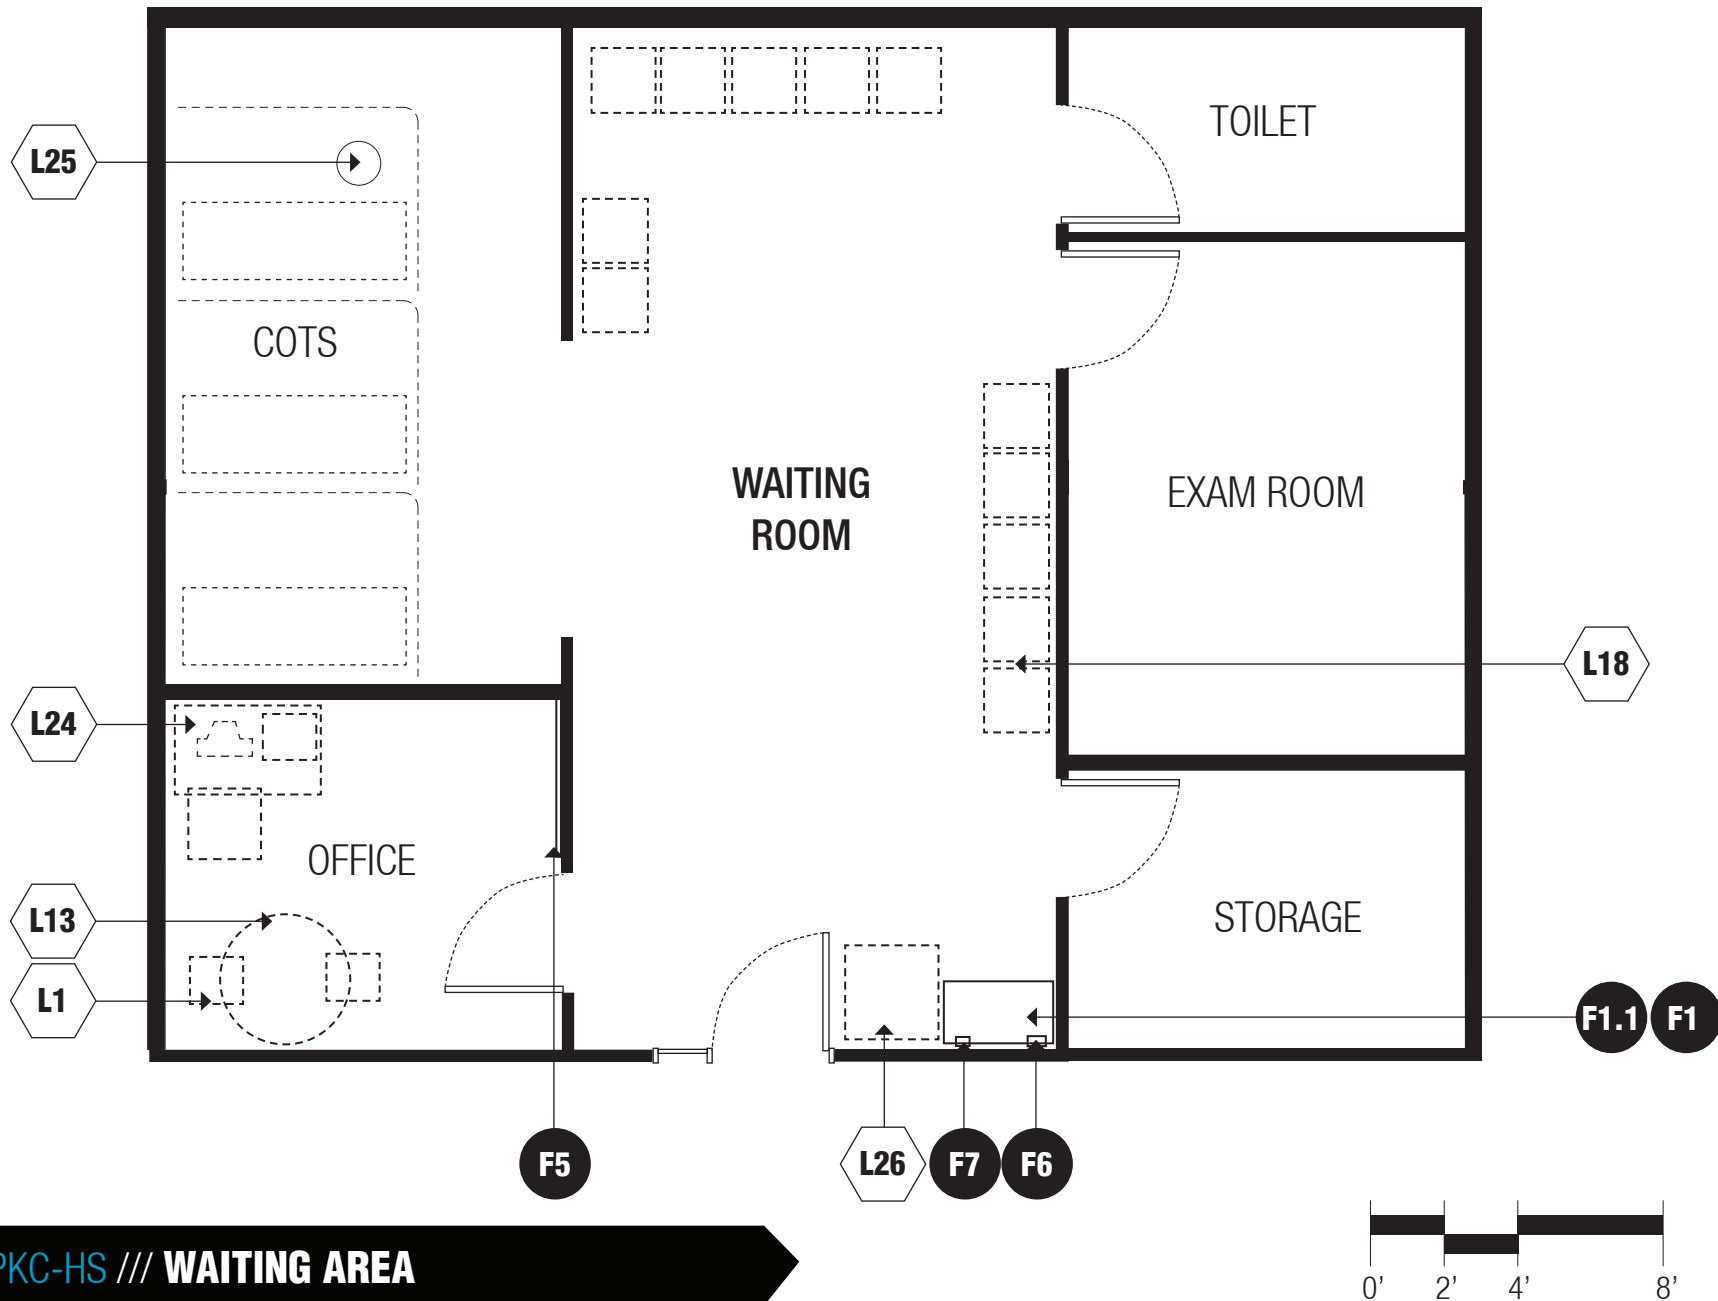 TOILET
L25
COTS
WAITING
ROOM
EXAM ROOM
L18
L24
OFFICE
L13
STORAGE
L1
F1.1 F1
F5
L26 F7 F6
PKC-HS /// WAITING AREA
0' 2' 4' 8'